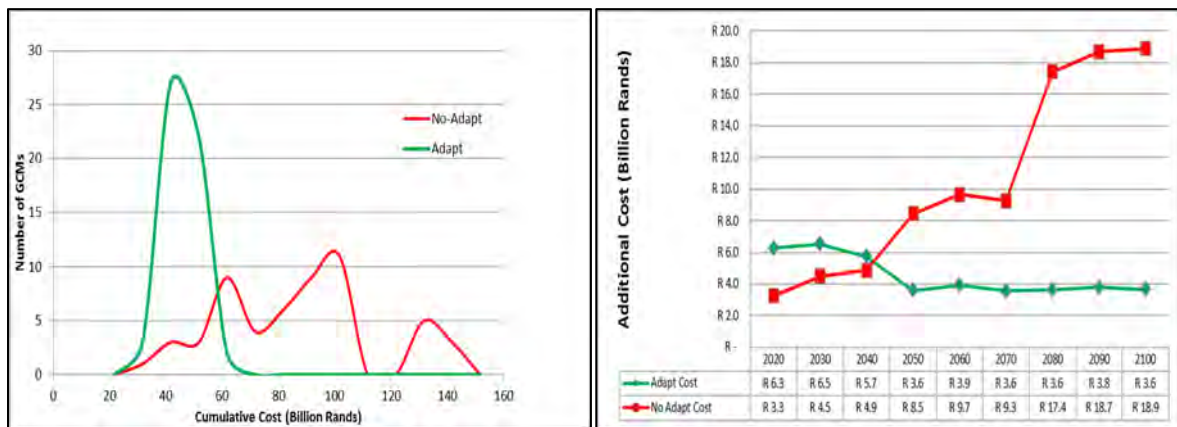 30
25
20
15
10
5
0
0 20 40 60 80 100 120 140 160
Number of GCMs
Cumulative Cost (Billion Rands)
No-Adapt
Adapt
Additional Cost (Billion Rands)
R 20.0
R 18.0
R 16.0
R 14.0
R 12.0
R 10.0
R 8.0
R 6.0
R 4.0
R 2.0
R -
2020 2030 2040 2050 2060 2070 2080 2090 2100
Adapt Cost R 6.3 R 6.5 R 5.7 R 3.6 R 3.9 R 3.6 R 3.6 R 3.8 R 3.6
No Adapt Cost R 3.3 R 4.5 R 4.9 R 8.5 R 9.7 R 9.3 R 17.4 R 18.7 R 18.9